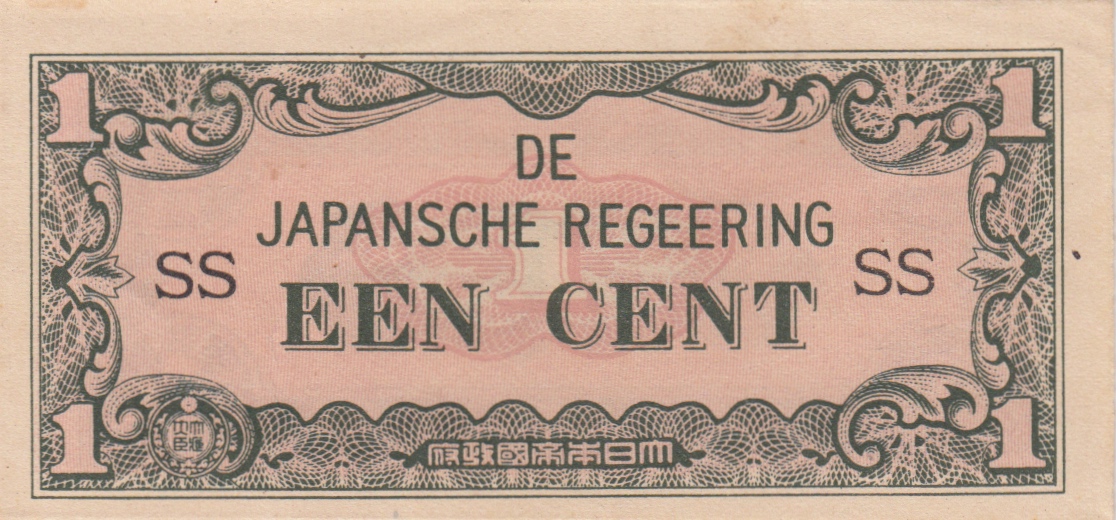 1 1
DE
JAPANSCHE REGEERING
SS SS
EEN CENT
1 1
府政國帝本日大